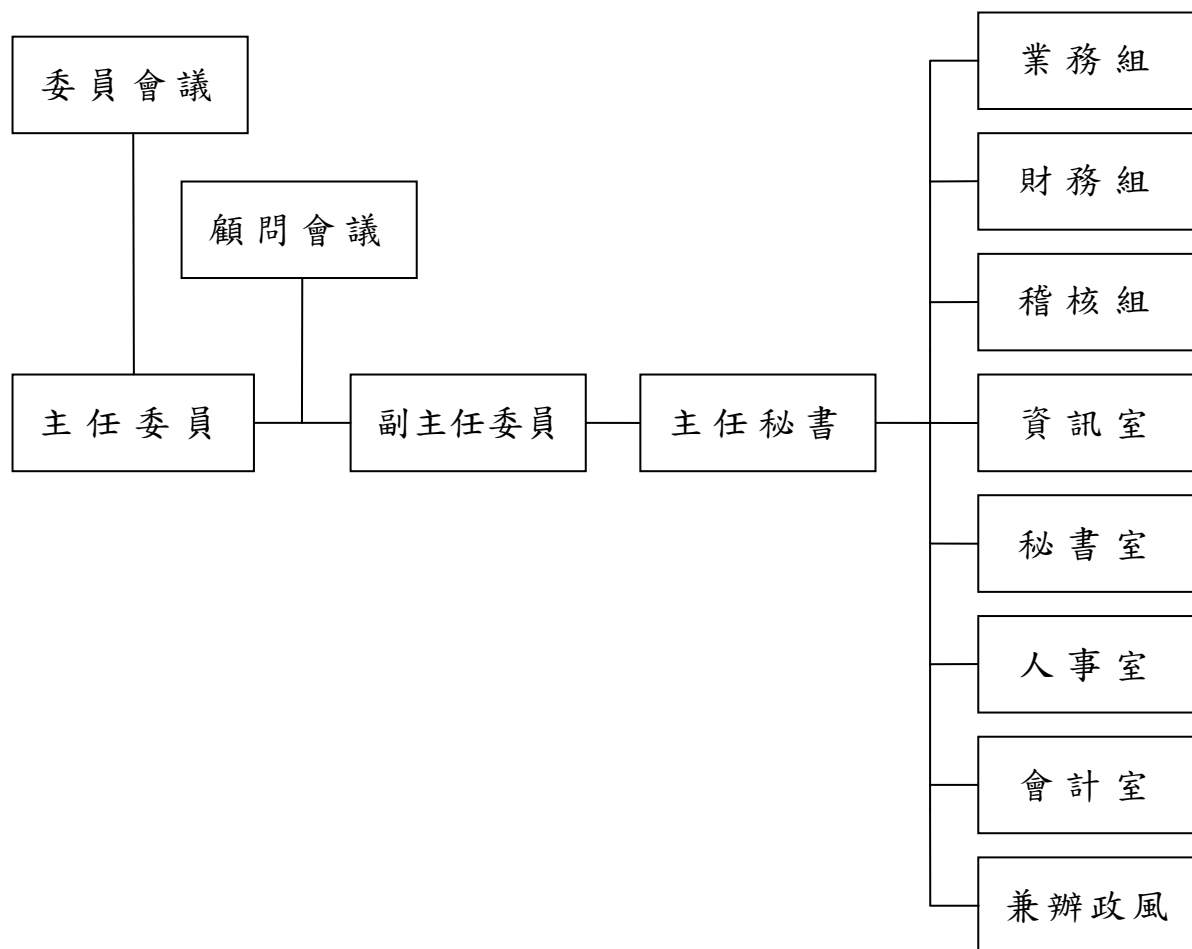 委員會議
顧問會議
主任委員
副主任委員
主任秘書
業務組
財務組
稽核組
資訊室
秘書室
人事室
會計室
兼辦政風